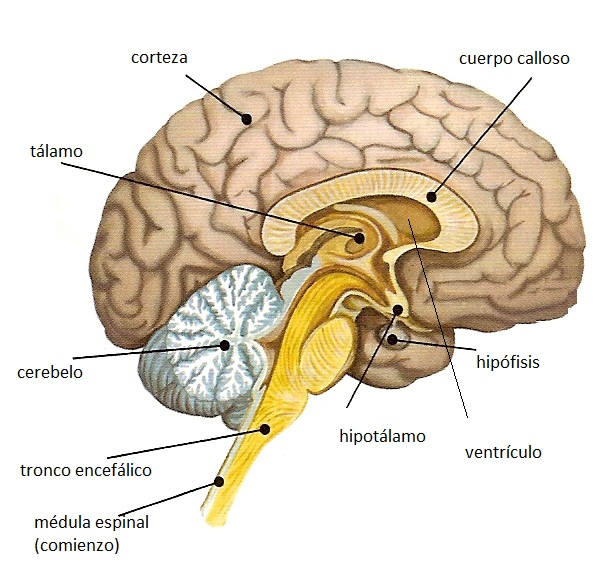 corteza
cuerpo calloso
tálamo
cerebelo
hipófisis
hipotálamo
ventrículo
tronco encefálico
médula espinal
(comienzo)